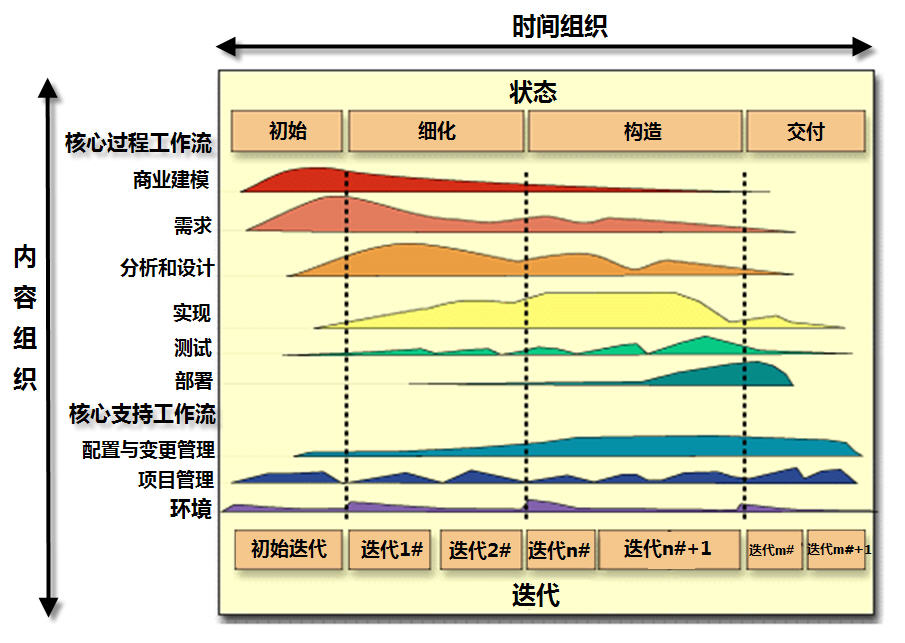 时间组织
状态
初始 细化 构造 交付
核心过程工作流
商业建模
需求
分析和设计
实现
测试
部署
核心支持工作流
配置与变更管理
项目管理
环境
内容组织
初始迭代 迭代1# 迭代2# 迭代n# 迭代n#+1 迭代m# 迭代m#+1
迭代